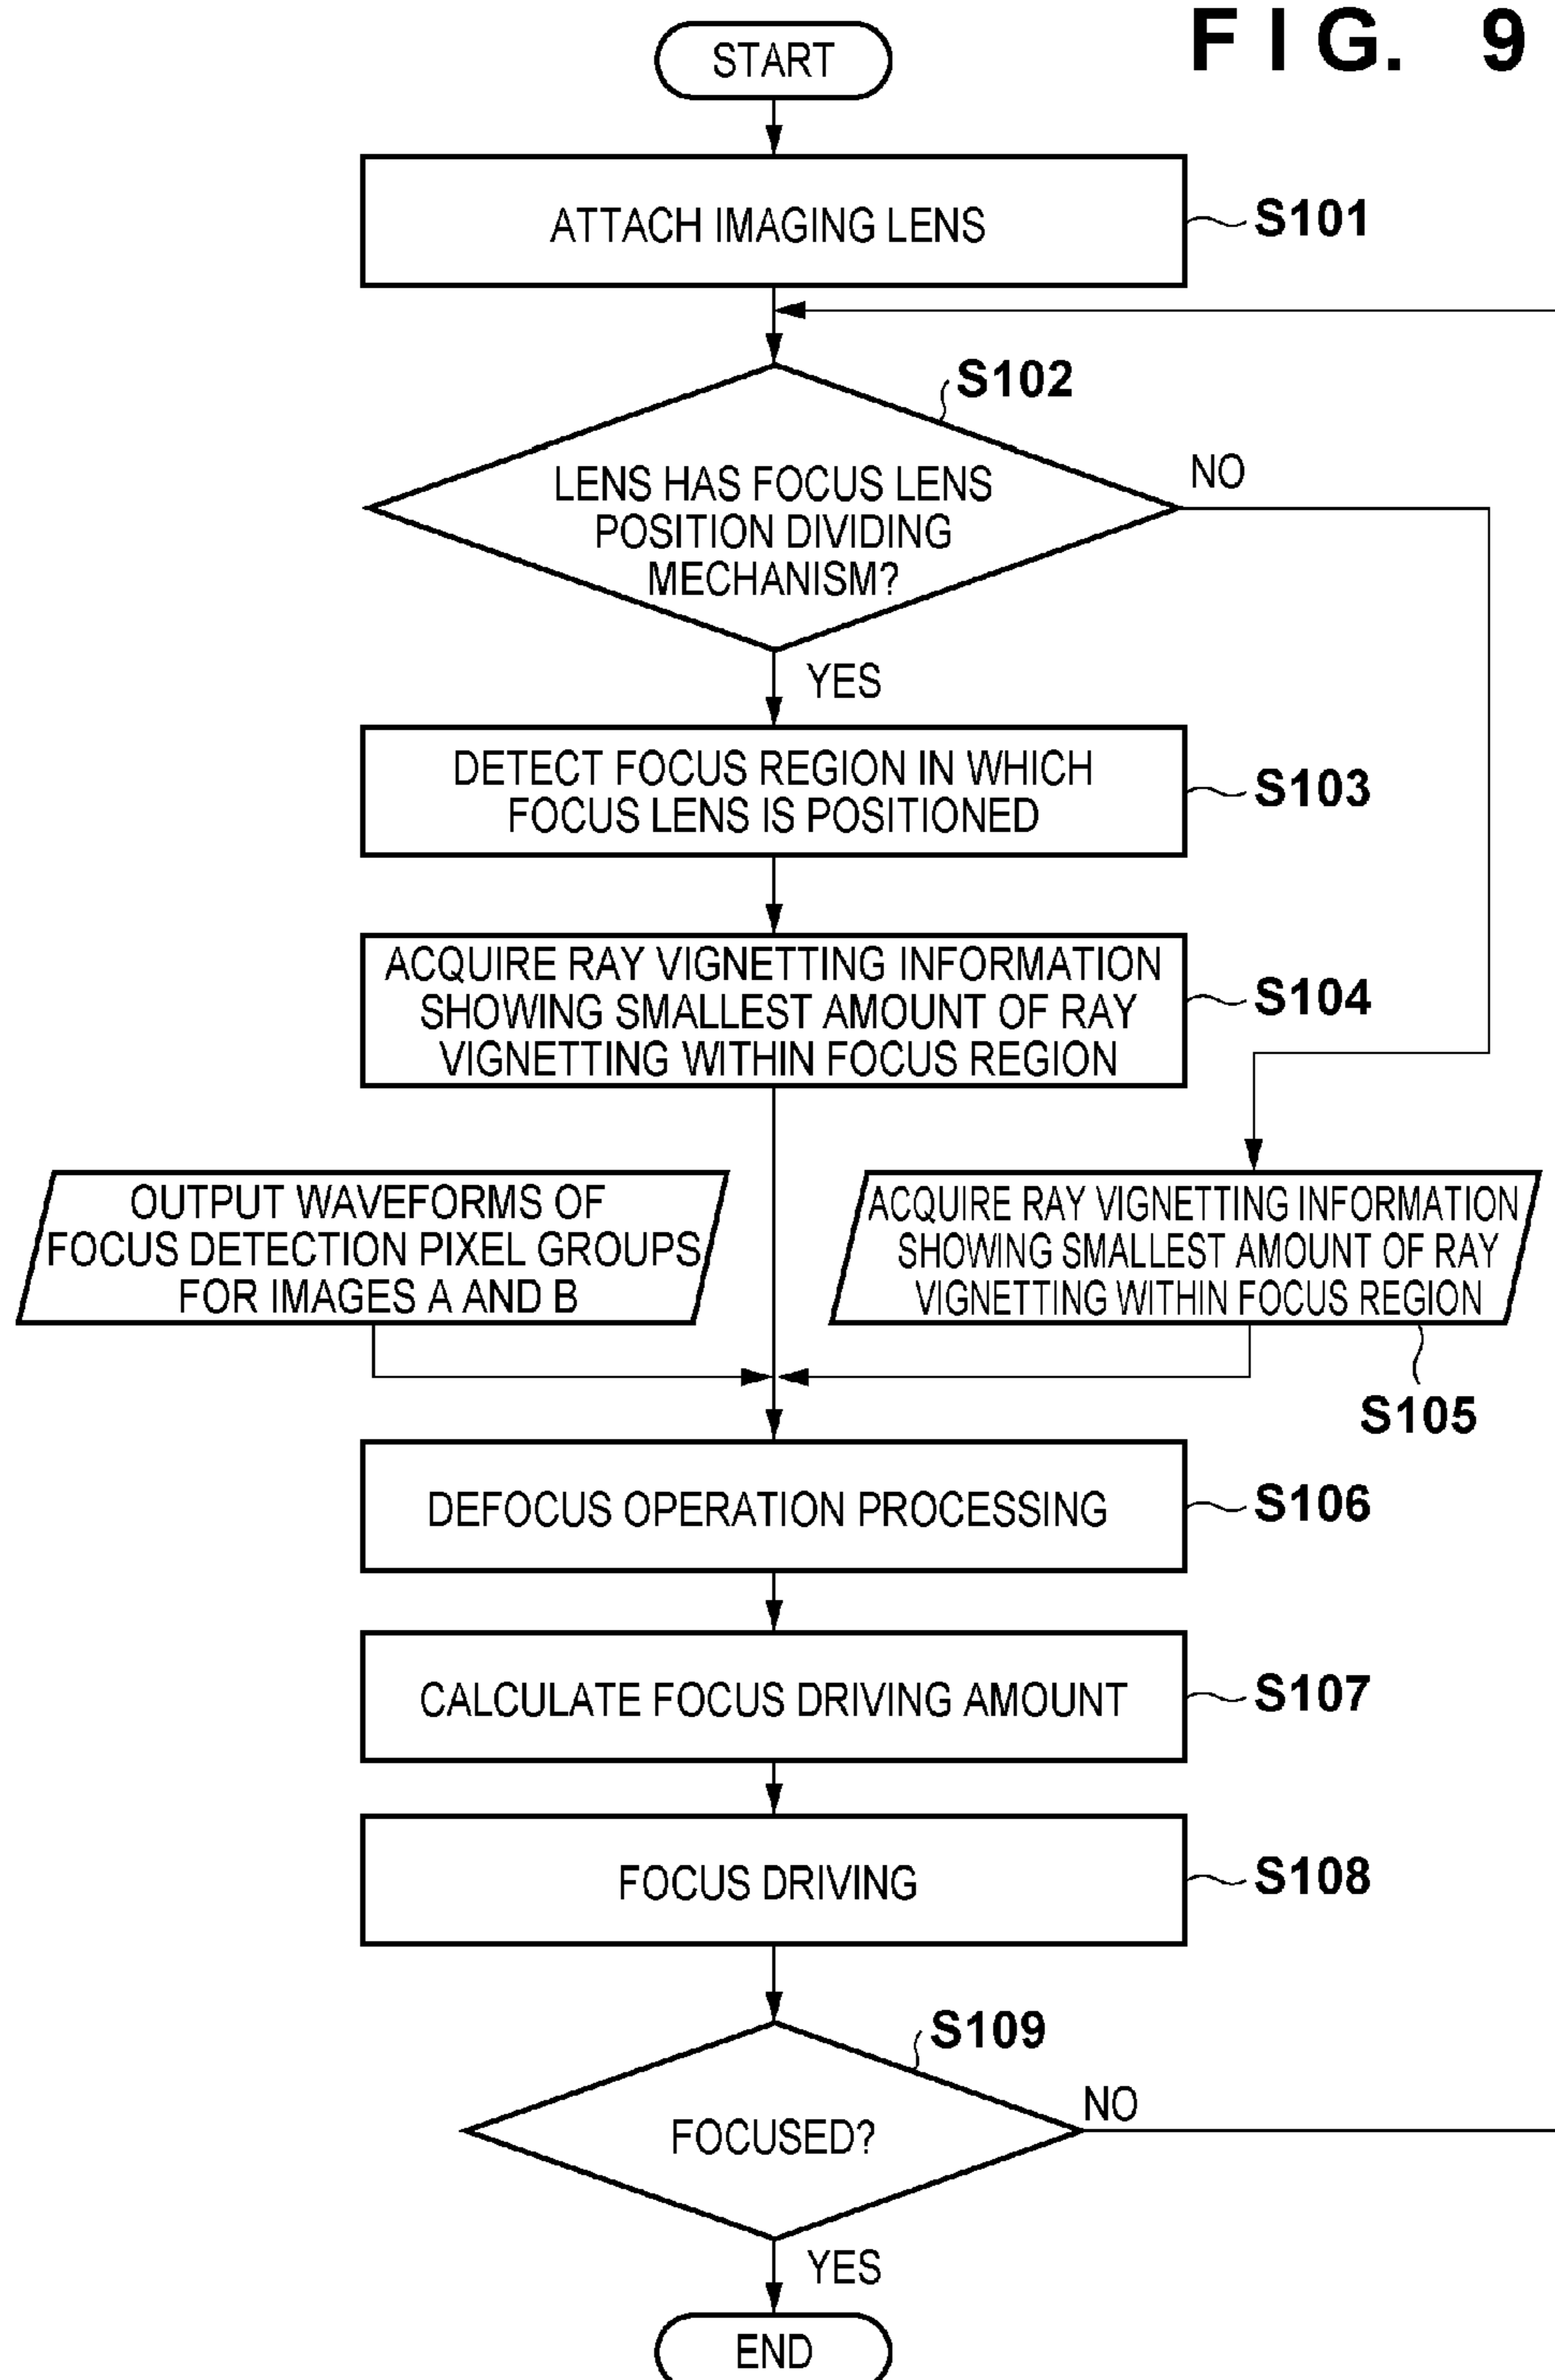 FIG. 9
START
ATTACH IMAGING LENS
S101
S102
LENS HAS FOCUS LENS
POSITION DIVIDING
MECHANISM?
NO
YES
DETECT FOCUS REGION IN WHICH
FOCUS LENS IS POSITIONED
S103
ACQUIRE RAY VIGNETTING INFORMATION
SHOWING SMALLEST AMOUNT OF RAY
VIGNETTING WITHIN FOCUS REGION
S104
OUTPUT WAVEFORMS OF
FOCUS DETECTION PIXEL GROUPS
FOR IMAGES A AND B
ACQUIRE RAY VIGNETTING INFORMATION
SHOWING SMALLEST AMOUNT OF RAY
VIGNETTING WITHIN FOCUS REGION
S105
DEFOCUS OPERATION PROCESSING
S106
CALCULATE FOCUS DRIVING AMOUNT
S107
FOCUS DRIVING
S108
S109
FOCUSED?
NO
YES
END